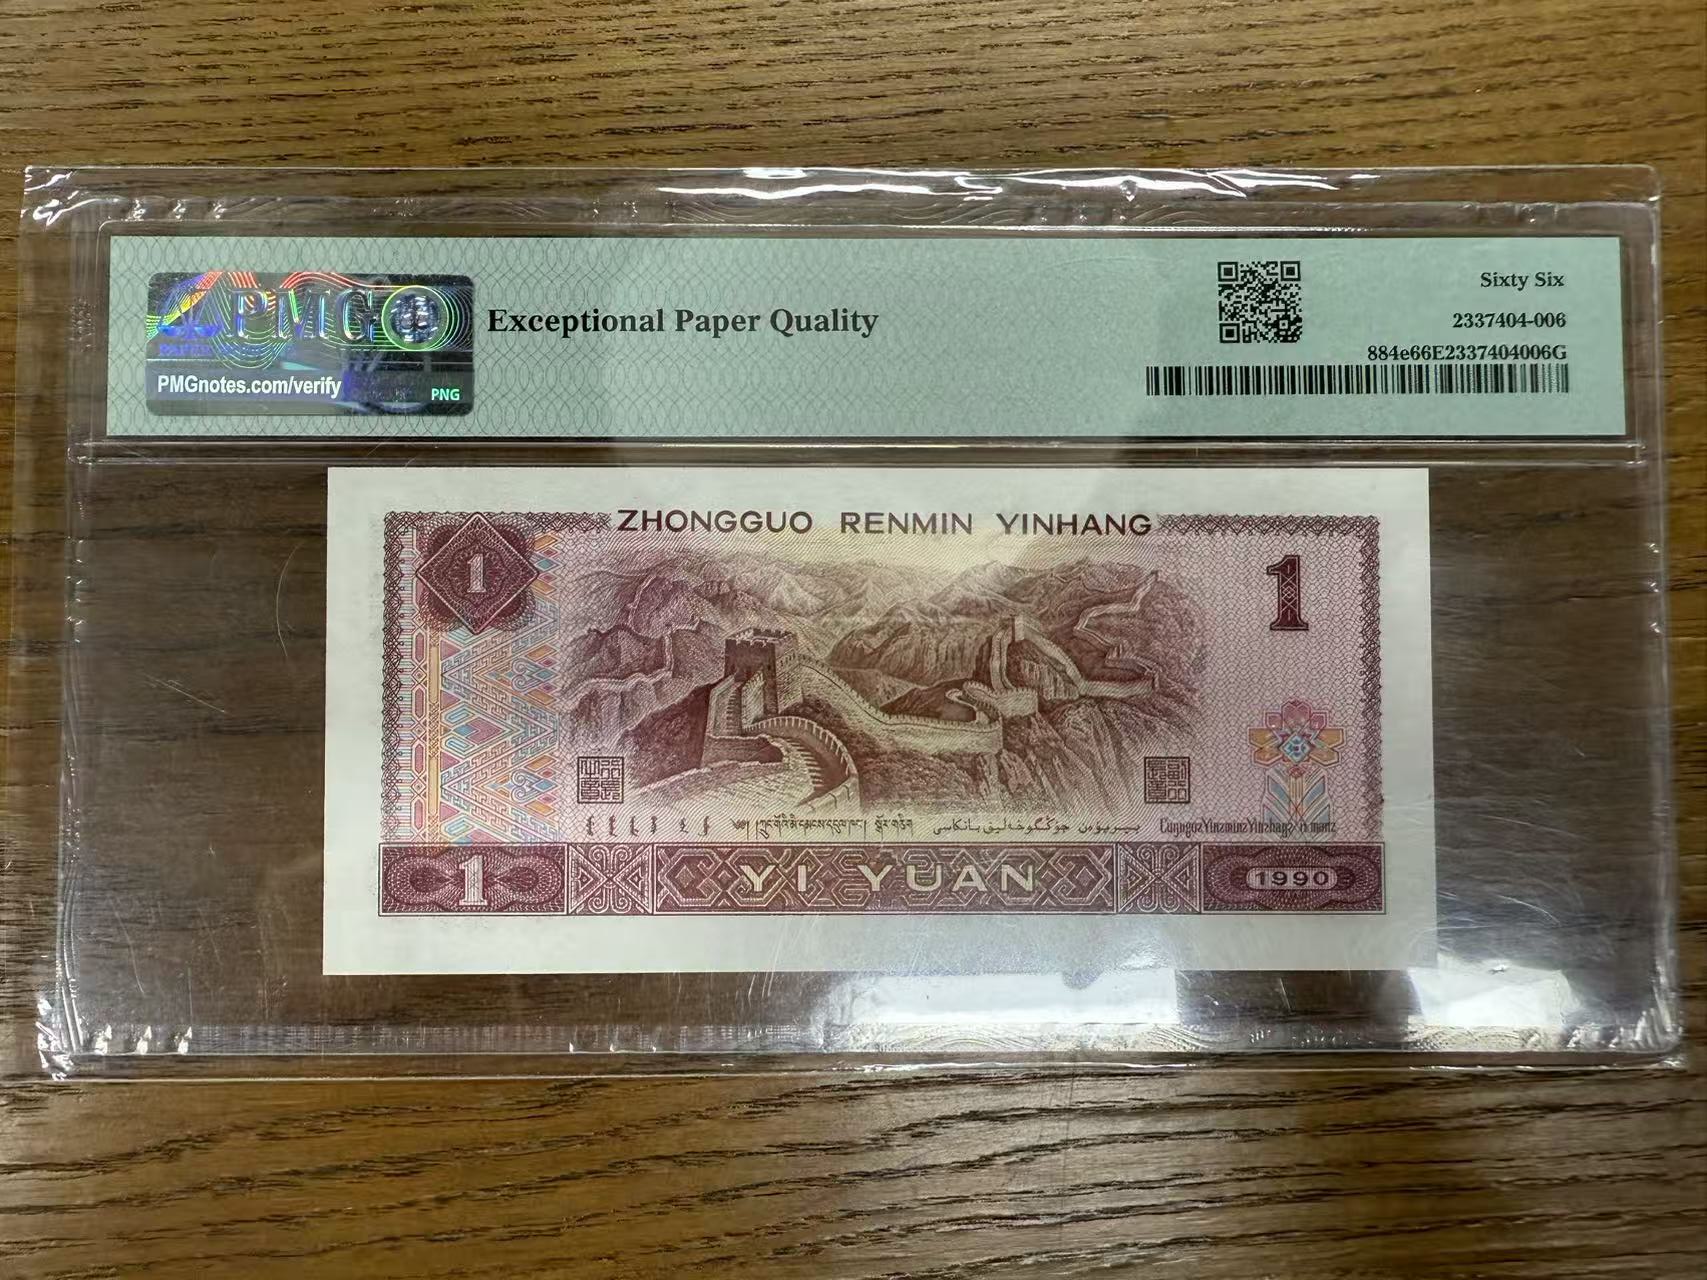 PMG
PMGnotes.com/verify
PNG
Exceptional Paper Quality
Sixty Six
2337404-006
884e66E2337404006G
ZHONGGUO RENMIN YINHANG
1
1
1
YI YUAN
1990